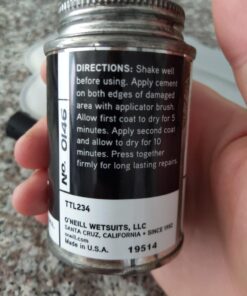 No. 0146
DIRECTIONS: Shake well
before using. Apply cement
on both edges of damaged
area with applicator brush.
Allow first coat to dry for 5
minutes. Apply second coat
and allow to dry for 10
minutes. Press together
firmly for long lasting repairs.
TTL234
O'NEILL WETSUITS, LLC
SANTA CRUZ, CALIFORNIA • SINCE 1952
oneill.com
Made in U.S.A.
19514